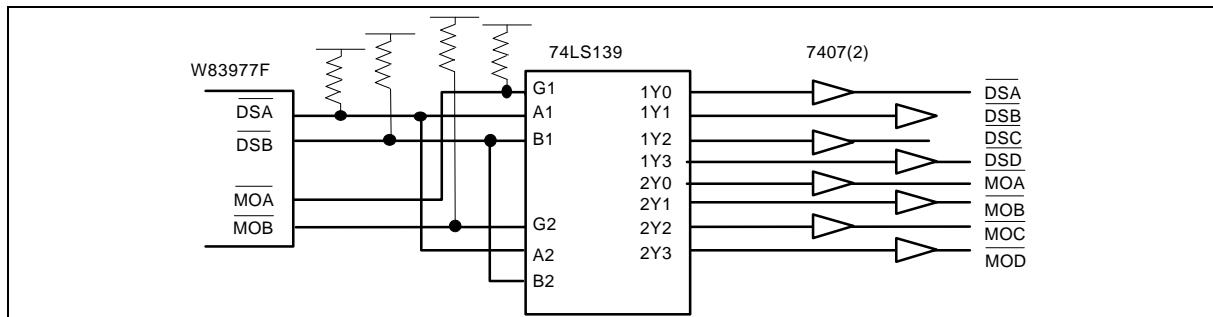 74LS139
7407(2)
W83977F
DSA
DSB
MOA
MOB
G1
A1
B1
G2
A2
B2
1Y0
1Y1
1Y2
1Y3
2Y0
2Y1
2Y2
2Y3
DSA
DSB
DSC
DSD
MOA
MOB
MOC
MOD